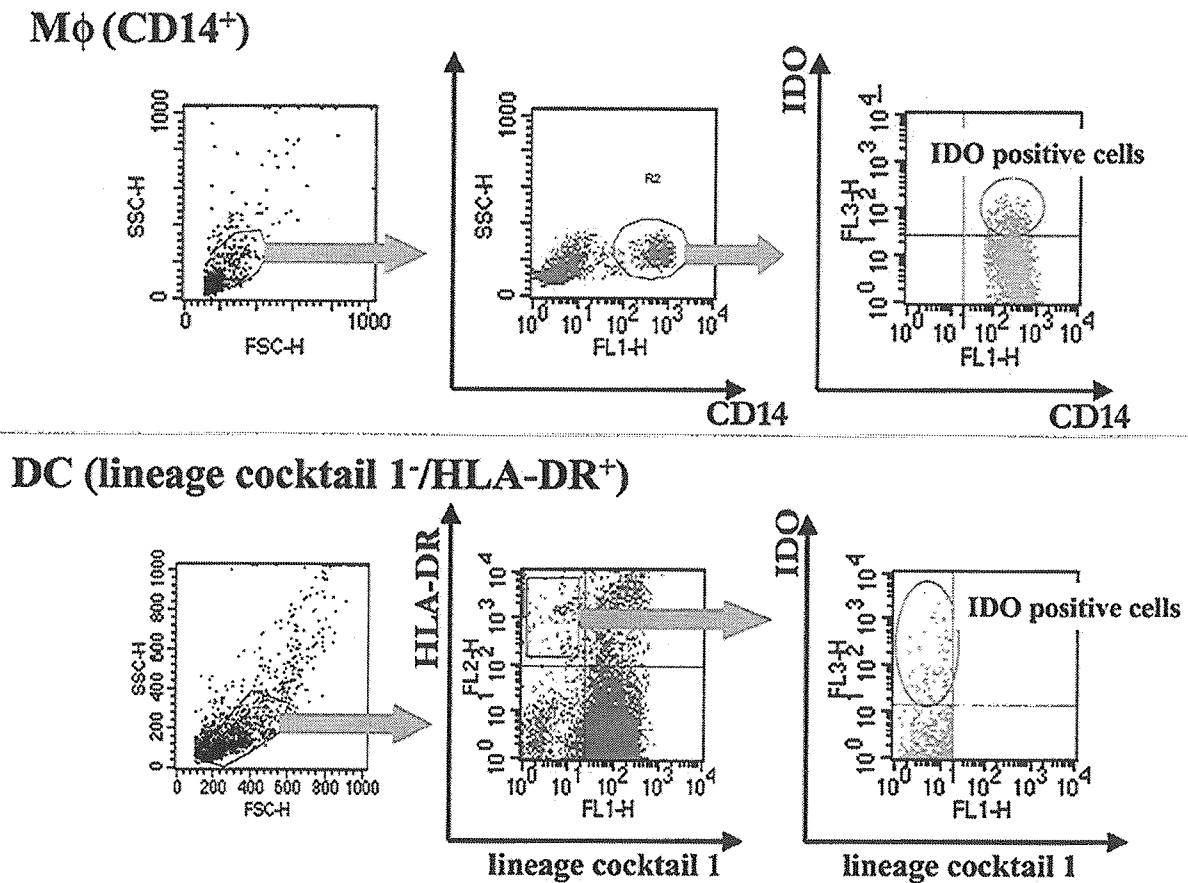 Mϕ (CD14⁺)
SSC-H
1000
0
0
1000
FSC-H
SSC-H
1000
0
R2
10⁰ 10¹ 10² 10³ 10⁴
FL1-H
CD14
IDO
FL3-H
10⁰ 10¹ 10² 10³ 10⁴
IDO positive cells
10⁰ 10² 10³ 10⁴
FL1-H
CD14
DC (lineage cocktail 1⁻/HLA-DR⁺)
SSC-H
0 200 400 600 800 1000
0 200 400 600 800 1000
FSC-H
HLA-DR
FL2-H
10⁰ 10¹ 10² 10³ 10⁴
10⁰ 10¹ 10² 10³ 10⁴
FL1-H
lineage cocktail 1
IDO
FL3-H
10⁰ 10¹ 10² 10³ 10⁴
IDO positive cells
10⁰ 10¹ 10² 10³ 10⁴
FL1-H
lineage cocktail 1